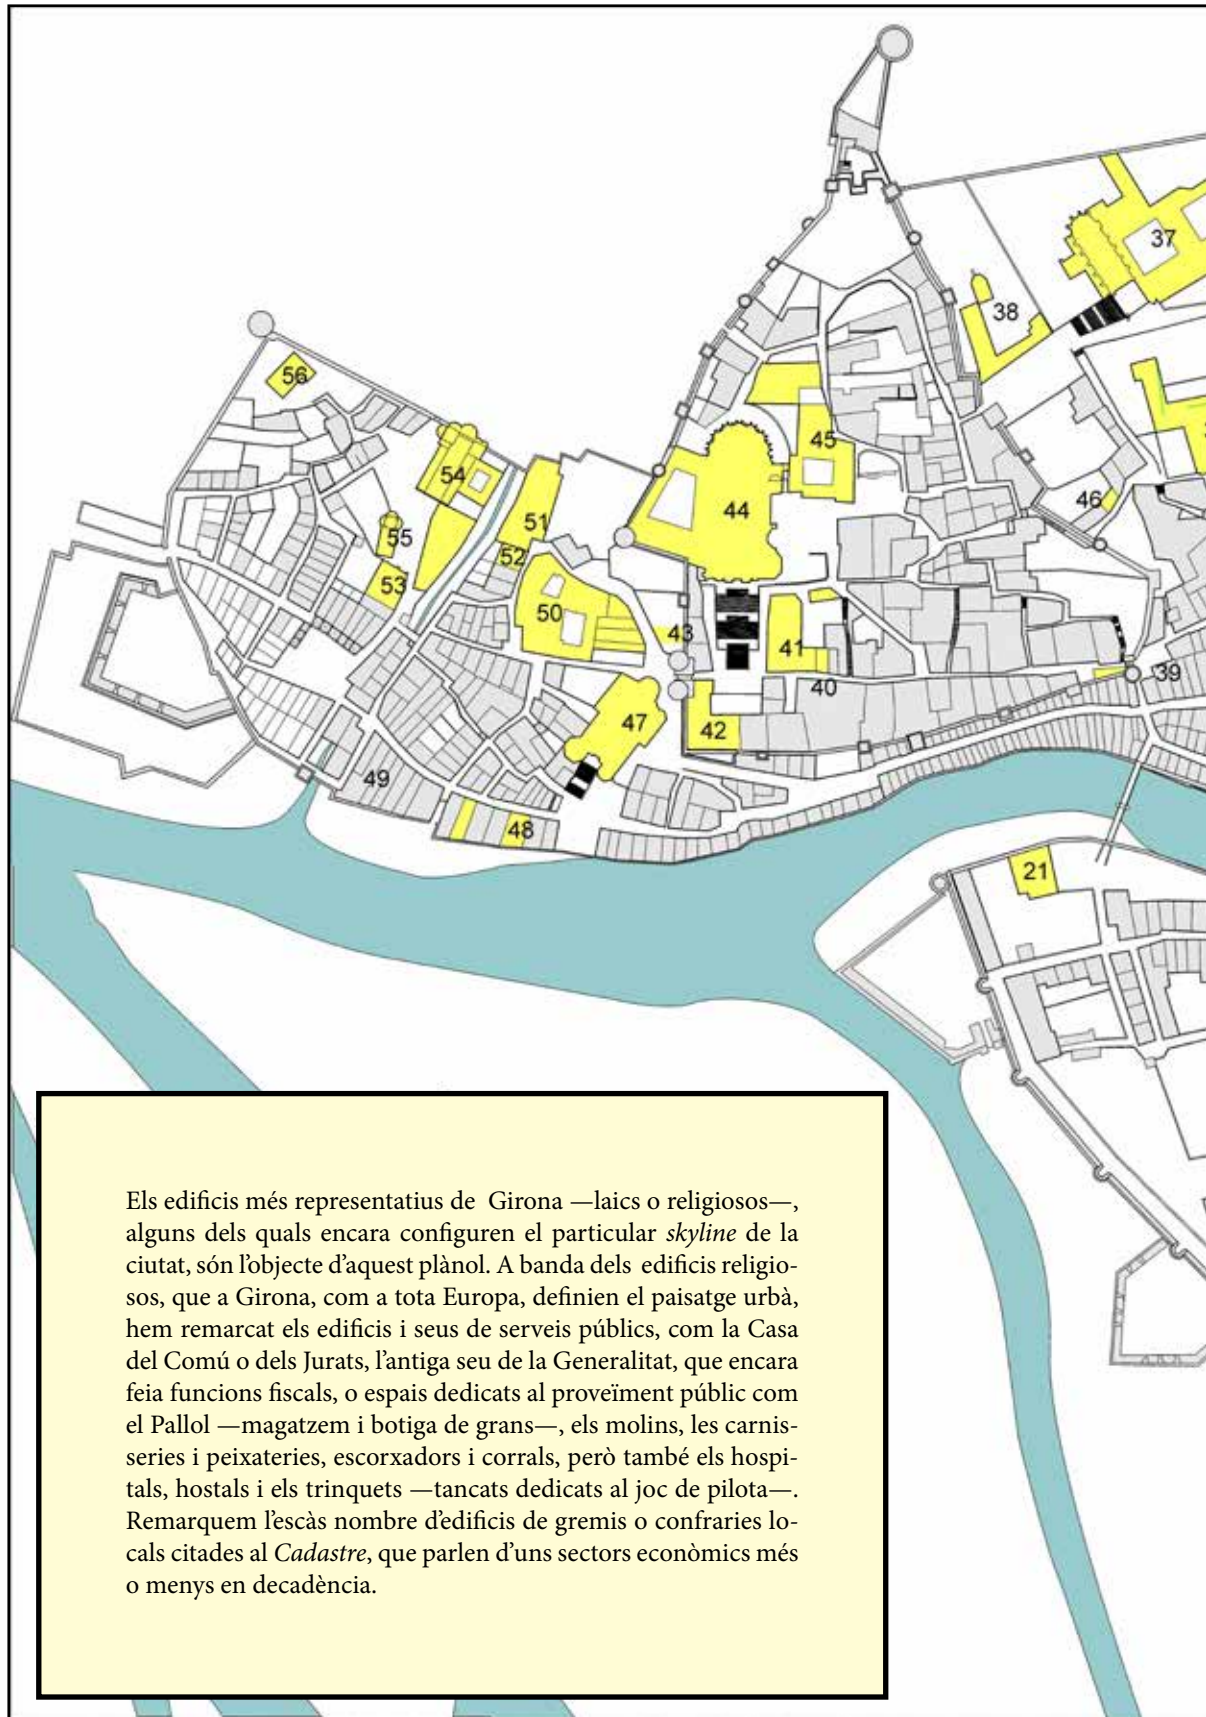 37
38
56
45
54
46
44
51
55
52
53
50
43
41
39
40
47
42
49
48
21
Els edificis més representatius de Girona —laics o religiosos—,
alguns dels quals encara configuren el particular skyline de la
ciutat, són l'objecte d'aquest plànol. A banda dels edificis religio-
sos, que a Girona, com a tota Europa, definien el paisatge urbà,
hem remarcat els edificis i seus de serveis públics, com la Casa
del Comú o dels Jurats, l'antiga seu de la Generalitat, que encara
feia funcions fiscals, o espais dedicats al proveïment públic com
el Pallol —magatzem i botiga de grans—, els molins, les carnis-
series i peixateries, escorxadors i corrals, però també els hospi-
tals, hostals i els trinquets —tancats dedicats al joc de pilota—.
Remarquem l'escàs nombre d'edificis de gremis o confraries lo-
cals citades al Cadastre, que parlen d'uns sectors econòmics més
o menys en decadència.